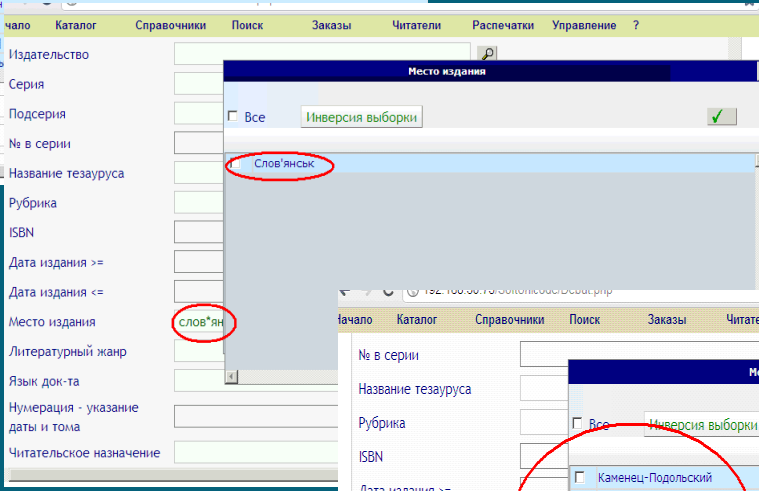 чало Каталог Справочники Поиск Заказы Читатели Распечатки Управление ?
Издательство
Место издания
Серия
Подсерия
Все Инверсия выборки
№ в серии
Слов'янськ
Название тезауруса
Рубрика
ISBN
Дата издания >=
Дата издания <=
Место издания слов*ян
Литературный жанр
Язык док-та
Нумерация - указание
даты и тома
Читательское назначение
Начало Каталог Справочники Поиск Заказы Читате
№ в серии
Название тезауруса
Рубрика
Все Инверсия выборки
ISBN
Каменец-Подольский
Дата издания >=